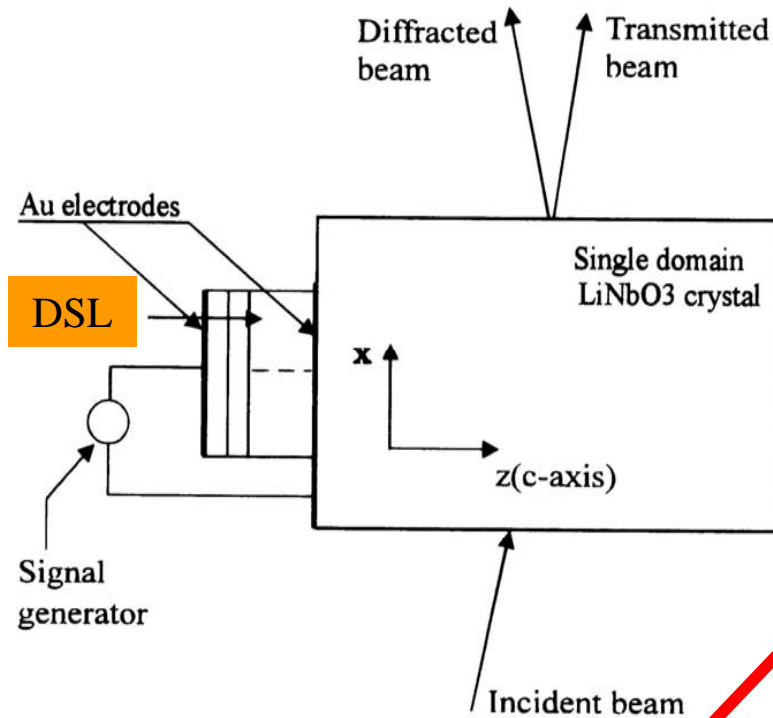 Diffracted
beam
Transmitted
beam
Au electrodes
Single domain
LiNbO3 crystal
DSL
x
z(c-axis)
Signal
generator
Incident beam